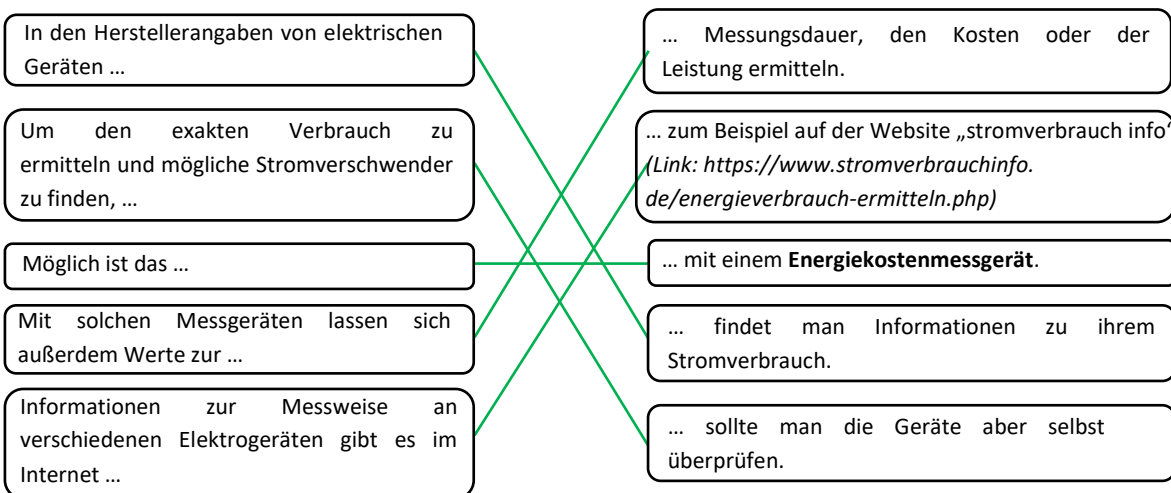 In den Herstellerangaben von elektrischen
Geräten …
Um den exakten Verbrauch zu
ermitteln und mögliche Stromverschwender
zu finden, …
Möglich ist das …
Mit solchen Messgeräten lassen sich
außerdem Werte zur …
Informationen zur Messweise an
verschiedenen Elektrogeräten gibt es im
Internet …
… Messungsdauer, den Kosten oder der
Leistung ermitteln.
… zum Beispiel auf der Website „stromverbrauch info“
(Link: https://www.stromverbrauchinfo.
de/energieverbrauch-ermitteln.php)
… mit einem Energiekostenmessgerät.
… findet man Informationen zu ihrem
Stromverbrauch.
… sollte man die Geräte aber selbst
überprüfen.